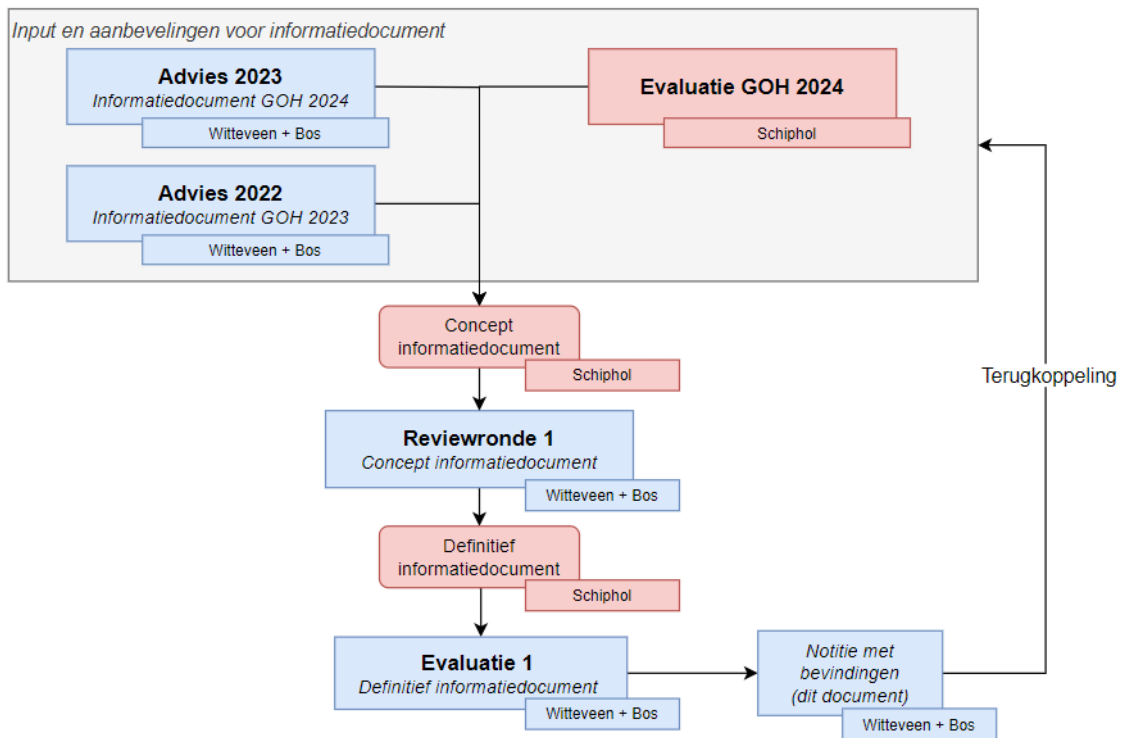 Input en aanbevelingen voor informatiedocument
Advies 2023
Informatiedocument GOH 2024
Witteveen + Bos
Evaluatie GOH 2024
Schiphol
Advies 2022
Informatiedocument GOH 2023
Witteveen + Bos
Concept
informatiedocument
Schiphol
Terugkoppeling
Reviewronde 1
Concept informatiedocument
Witteveen + Bos
Definitief
informatiedocument
Schiphol
Evaluatie 1
Definitief informatiedocument
Witteveen + Bos
Notitie met
bevindingen
(dit document)
Witteveen + Bos